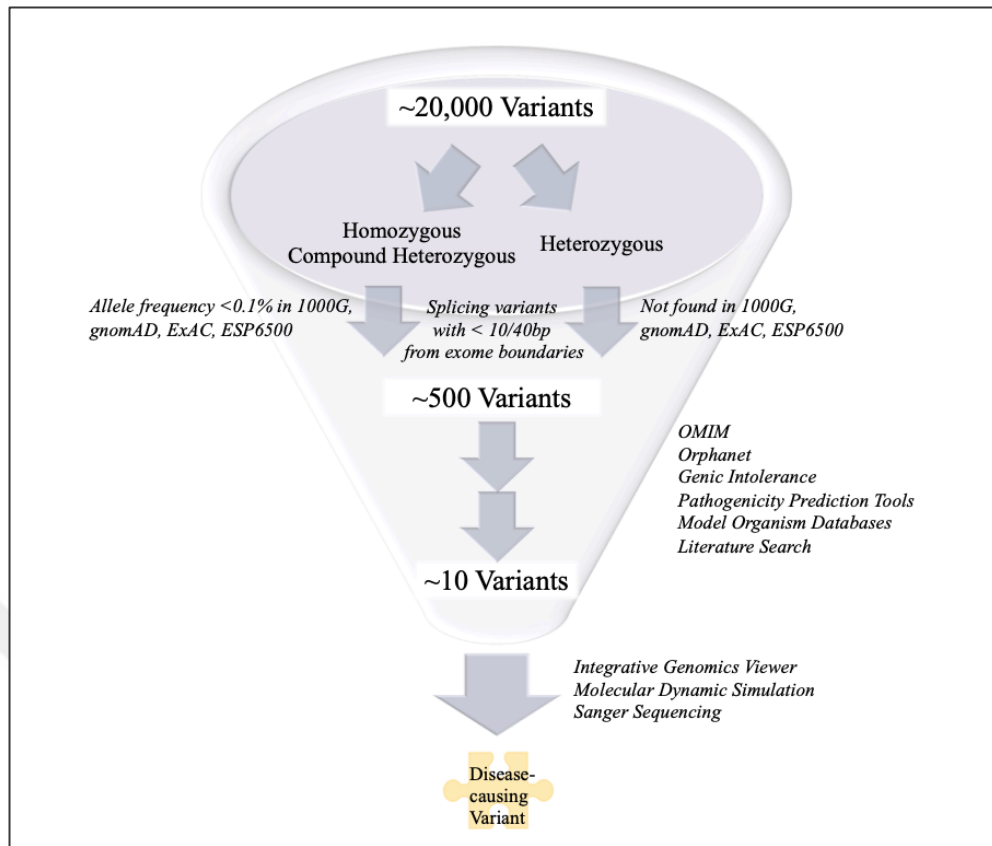 ~20,000 Variants
Homozygous
Compound Heterozygous
Heterozygous
Allele frequency <0.1% in 1000G,
gnomAD, ExAC, ESP6500
Splicing variants
with < 10/40bp
from exome boundaries
Not found in 1000G,
gnomAD, ExAC, ESP6500
~500 Variants
OMIM
Orphanet
Genic Intolerance
Pathogenicity Prediction Tools
Model Organism Databases
Literature Search
~10 Variants
Integrative Genomics Viewer
Molecular Dynamic Simulation
Sanger Sequencing
Disease-
causing
Variant